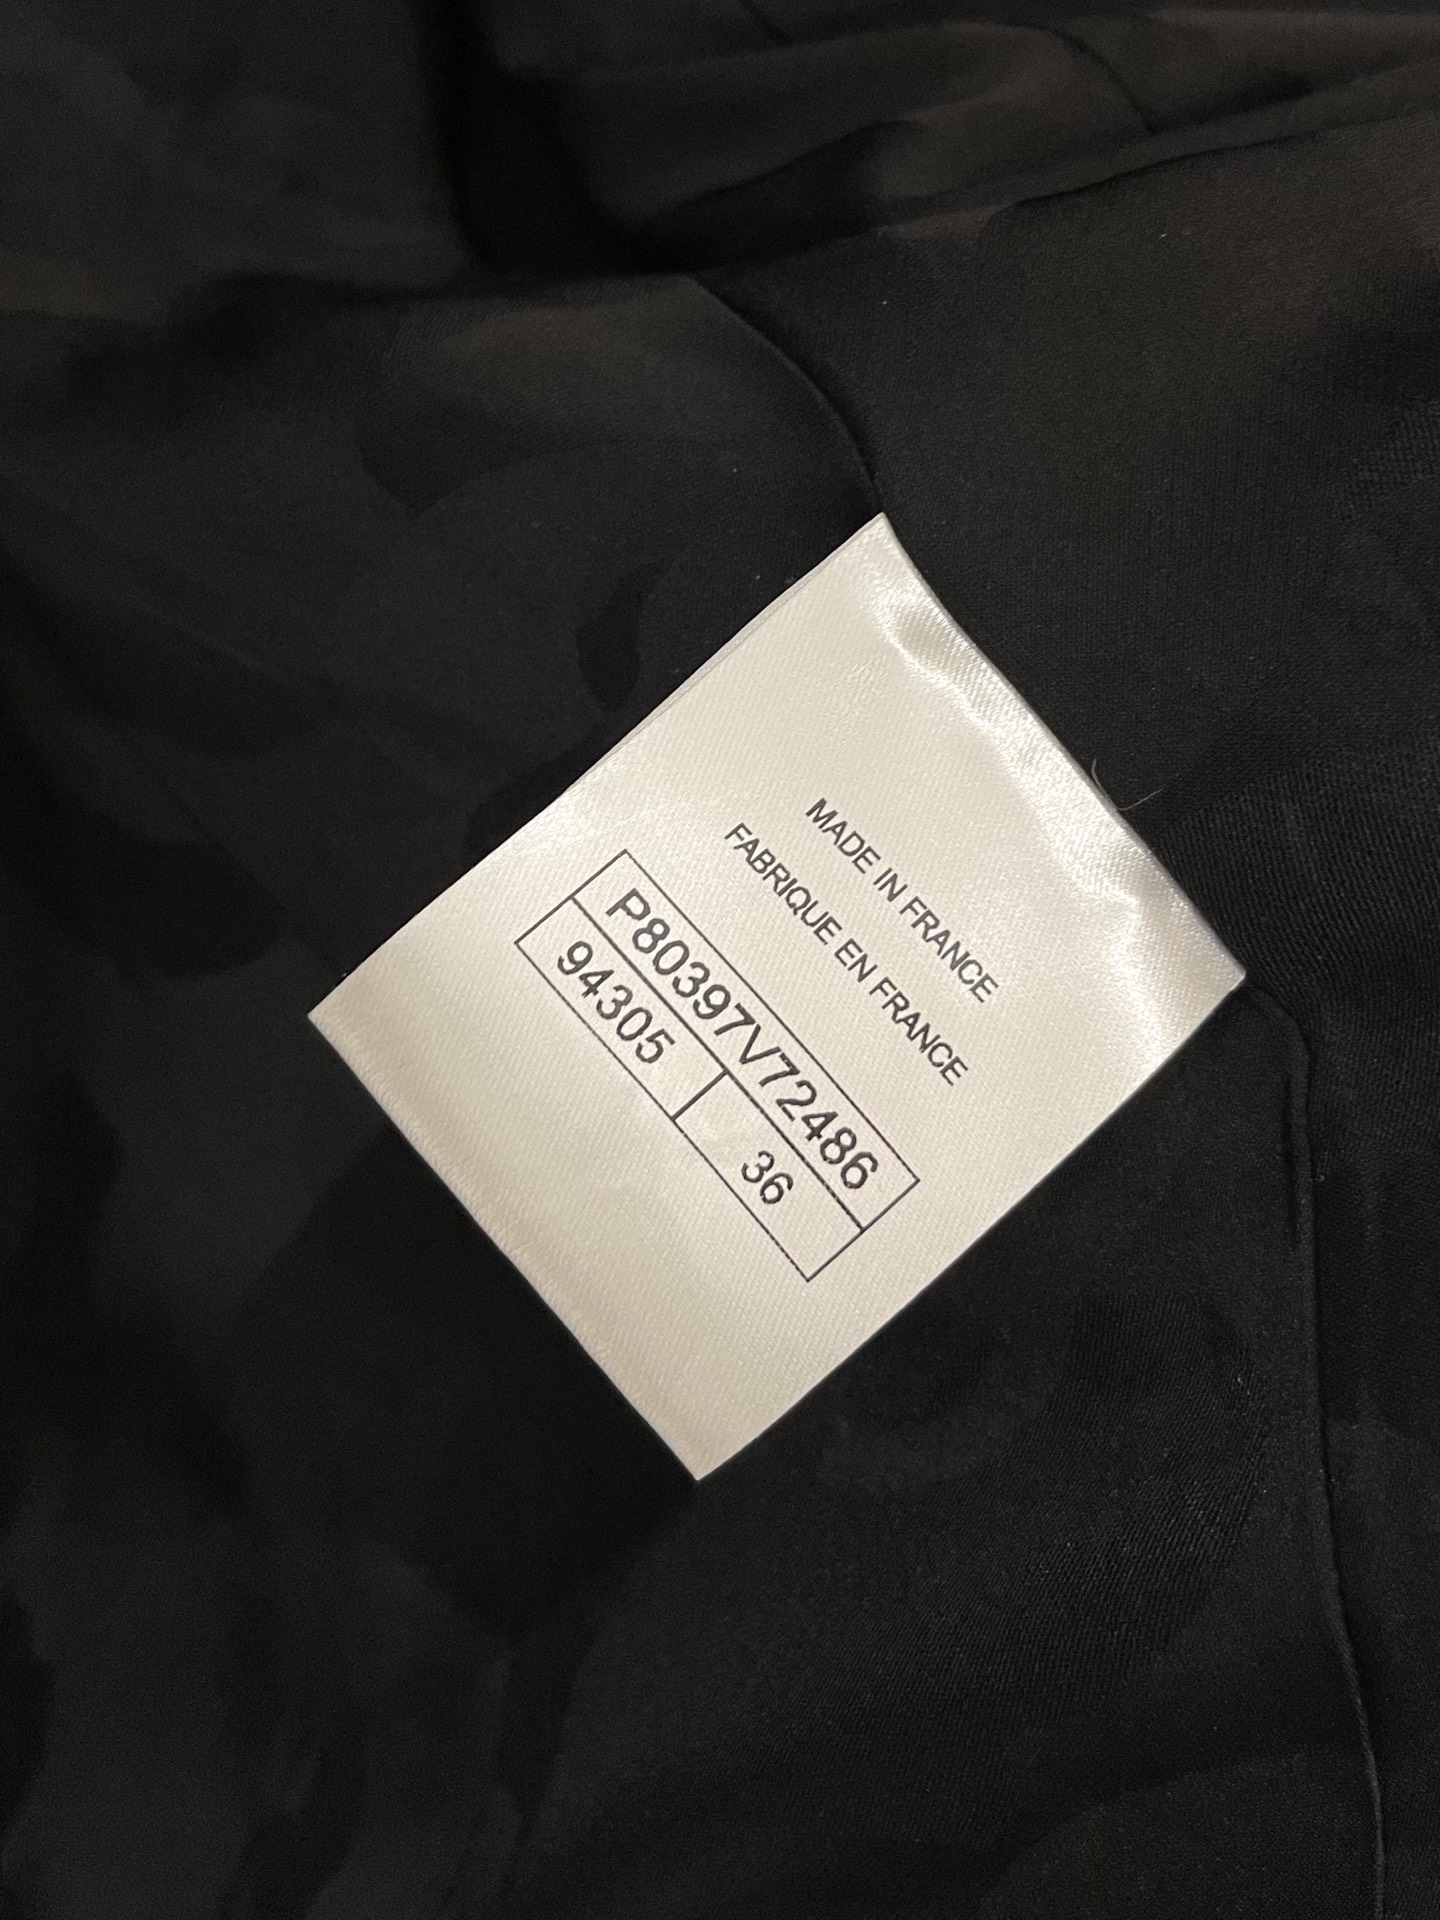 MADE IN FRANCE
FABRIQUE EN FRANCE
P80397V72486
94305 36